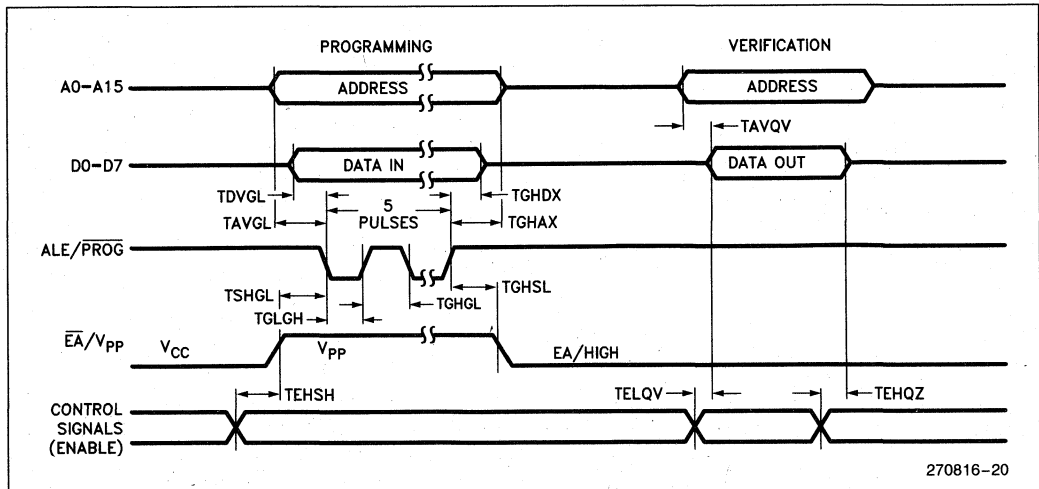 PROGRAMMING VERIFICATION
A0–A15 ADDRESS ADDRESS
TAVQV
D0–D7 DATA IN DATA OUT
TDVGL TGHDX
5
TAVGL PULSES TGHAX
ALE/PROG
TSHGL TGHGL TGHSL
TGLGH
EA/VPP VCC VPP EA/HIGH
TEHSH TELQV TEHQZ
CONTROL
SIGNALS
(ENABLE)
270816–20